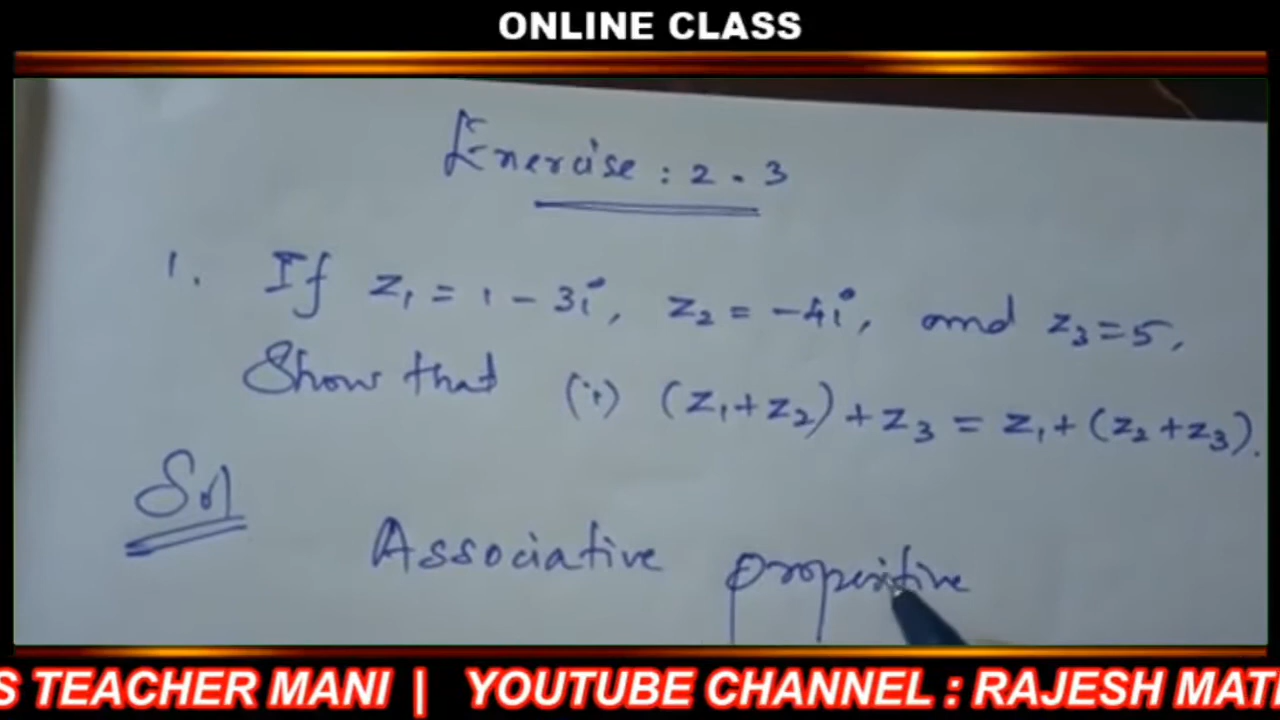 ONLINE CLASS
Exercise : 2.3
1. If z₁ = 1 - 3i, z₂ = -4i, and z₃ = 5,
Show that (i) (z₁+z₂)+z₃ = z₁+(z₂+z₃).
Sol
Associative propertive
S TEACHER MANI | YOUTUBE CHANNEL : RAJESH MAT